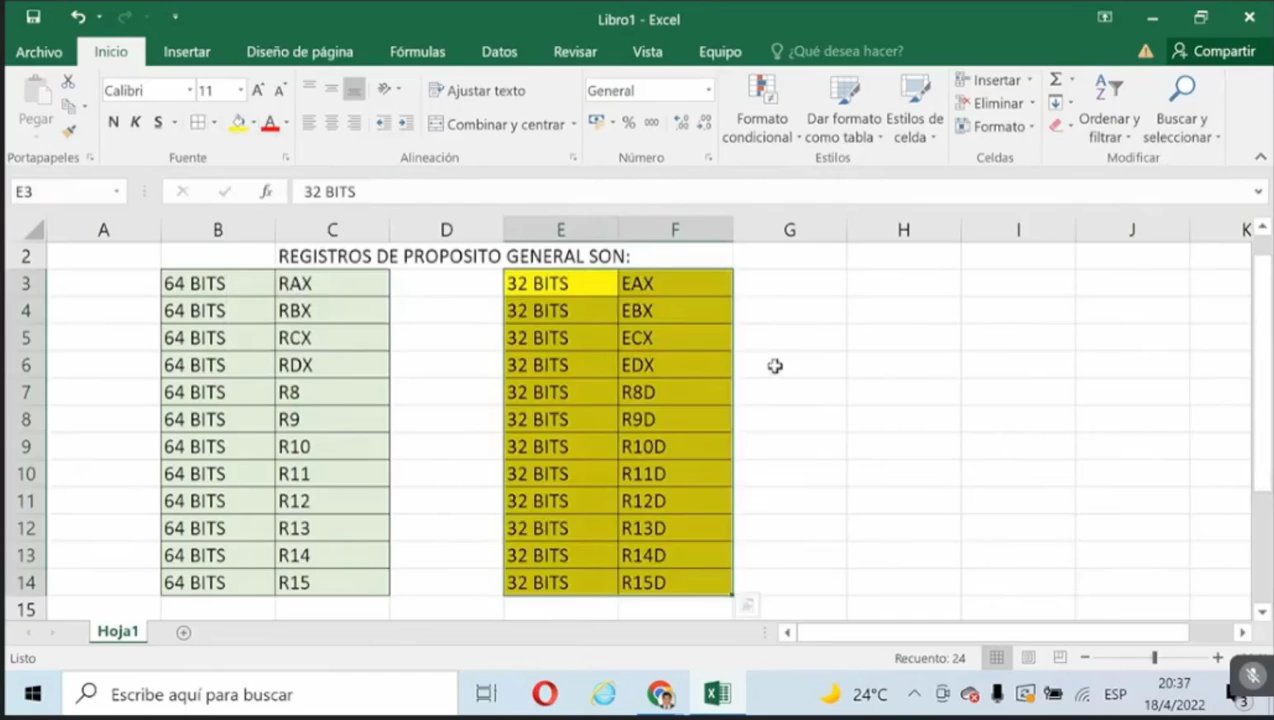 Libro1 - Excel
Archivo Inicio Insertar Diseño de página Fórmulas Datos Revisar Vista Equipo ¿Qué desea hacer? Compartir
Pegar
Calibri 11
N K S
Ajustar texto
Combinar y centrar
General
% 000
Formato condicional
Dar formato como tabla
Estilos de celda
Insertar
Eliminar
Formato
Ordenar y filtrar
Buscar y seleccionar
Portapapeles Fuente Alineación Número Estilos Celdas Modificar
E3 fx 32 BITS
A B C D E F G H I J K
2 REGISTROS DE PROPOSITO GENERAL SON:
3 64 BITS RAX 32 BITS EAX
4 64 BITS RBX 32 BITS EBX
5 64 BITS RCX 32 BITS ECX
6 64 BITS RDX 32 BITS EDX
7 64 BITS R8 32 BITS R8D
8 64 BITS R9 32 BITS R9D
9 64 BITS R10 32 BITS R10D
10 64 BITS R11 32 BITS R11D
11 64 BITS R12 32 BITS R12D
12 64 BITS R13 32 BITS R13D
13 64 BITS R14 32 BITS R14D
14 64 BITS R15 32 BITS R15D
15
Hoja1
Listo Recuento: 24
Escribe aquí para buscar 24°C ESP 20:37
18/4/2022 3